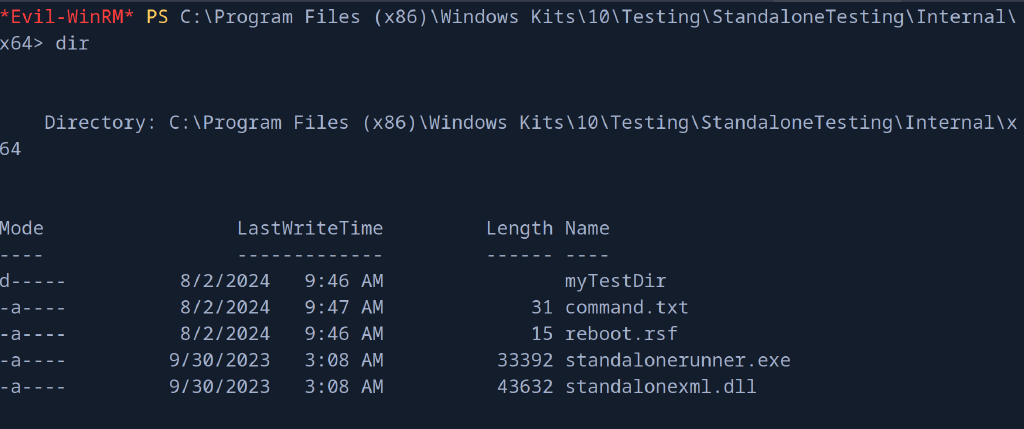 *Evil-WinRM* PS C:\Program Files (x86)\Windows Kits\10\Testing\StandaloneTesting\Internal\
x64> dir
Directory: C:\Program Files (x86)\Windows Kits\10\Testing\StandaloneTesting\Internal\x
64
Mode LastWriteTime Length Name
---- ------------- ------ ----
d----- 8/2/2024 9:46 AM myTestDir
-a---- 8/2/2024 9:47 AM 31 command.txt
-a---- 8/2/2024 9:46 AM 15 reboot.rsf
-a---- 9/30/2023 3:08 AM 33392 standalonerunner.exe
-a---- 9/30/2023 3:08 AM 43632 standalonexml.dll